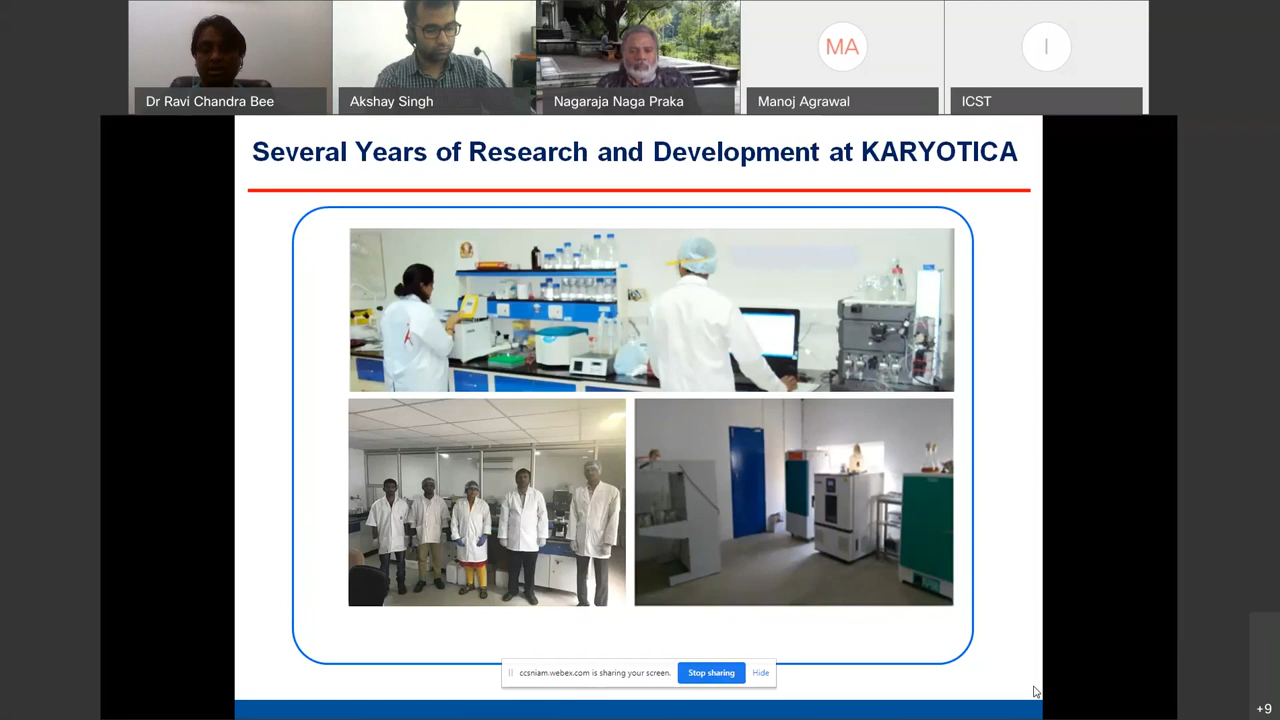 Dr Ravi Chandra Bee
Akshay Singh
Nagaraja Naga Praka
MA
Manoj Agrawal
I
ICST
Several Years of Research and Development at KARYOTICA
ccsniam.webex.com is sharing your screen.
Stop sharing
Hide
+9